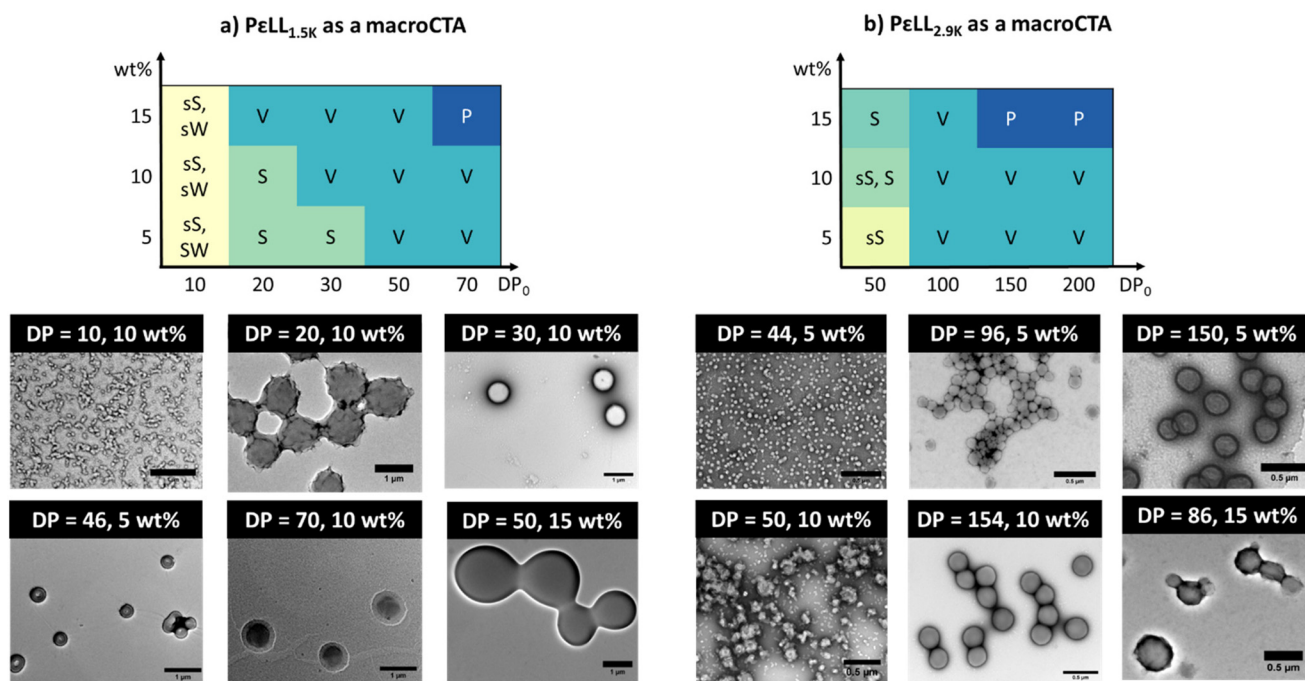 a) PεLL1.5K as a macroCTA
wt%
15
sS,
sW
V
V
V
P
10
sS,
sW
S
V
V
V
5
sS,
SW
S
S
V
V
10
20
30
50
70
DP0
DP = 10, 10 wt%
DP = 20, 10 wt%
DP = 30, 10 wt%
1 µm
1 µm
DP = 46, 5 wt%
DP = 70, 10 wt%
DP = 50, 15 wt%
1 µm
1 µm
1 µm
b) PεLL2.9K as a macroCTA
wt%
15
S
V
P
P
10
sS, S
V
V
V
5
sS
V
V
V
50
100
150
200
DP0
DP = 44, 5 wt%
DP = 96, 5 wt%
DP = 150, 5 wt%
0.5 µm
0.5 µm
DP = 50, 10 wt%
DP = 154, 10 wt%
DP = 86, 15 wt%
0.5 µm
0.5 µm
0.5 µm